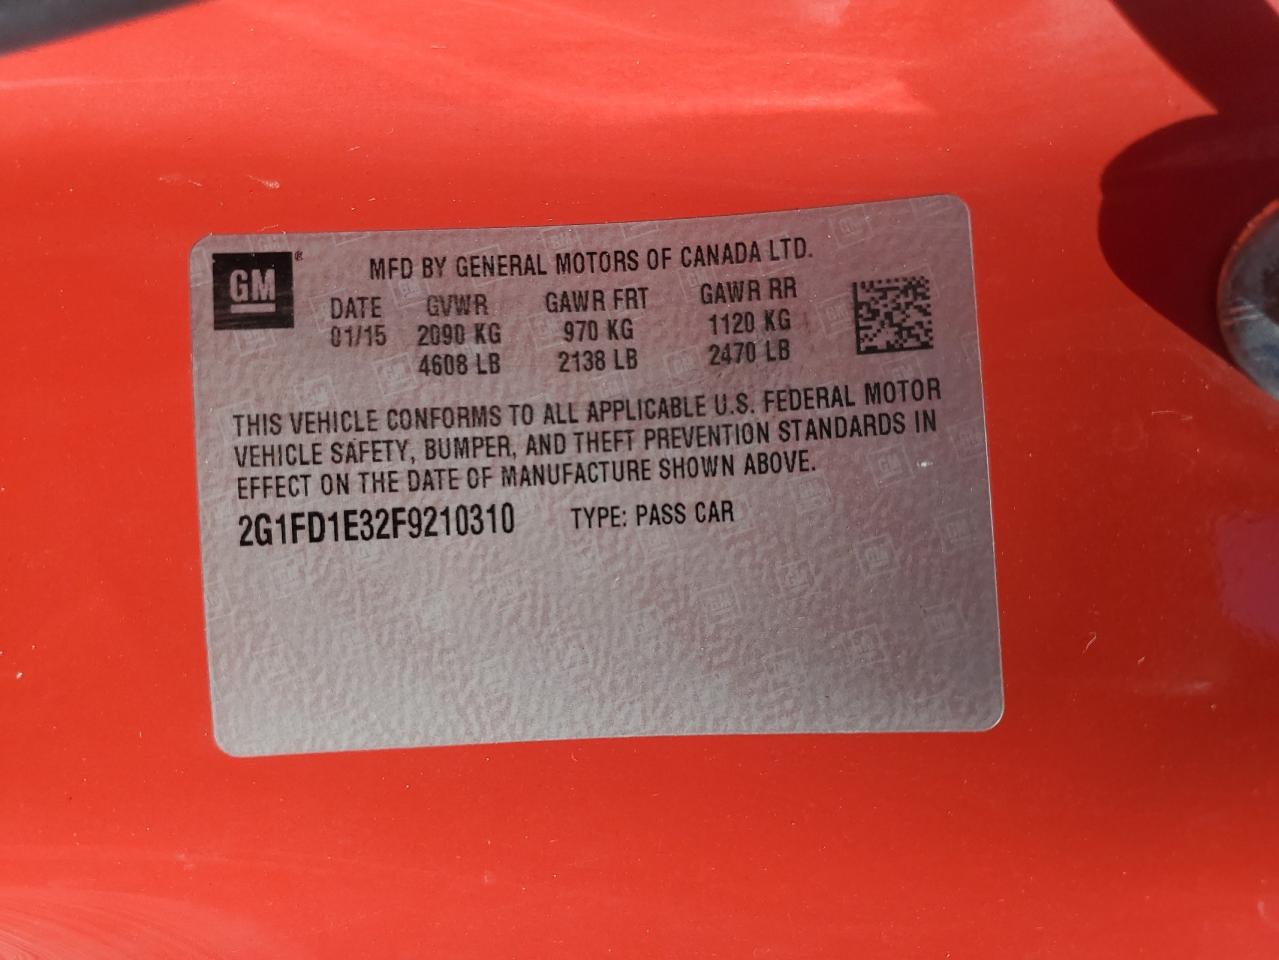 GM ®
MFD BY GENERAL MOTORS OF CANADA LTD.
DATE GVWR GAWR FRT GAWR RR
01/15 2090 KG 970 KG 1120 KG
4608 LB 2138 LB 2470 LB
THIS VEHICLE CONFORMS TO ALL APPLICABLE U.S. FEDERAL MOTOR
VEHICLE SAFETY, BUMPER, AND THEFT PREVENTION STANDARDS IN
EFFECT ON THE DATE OF MANUFACTURE SHOWN ABOVE.
2G1FD1E32F9210310 TYPE: PASS CAR